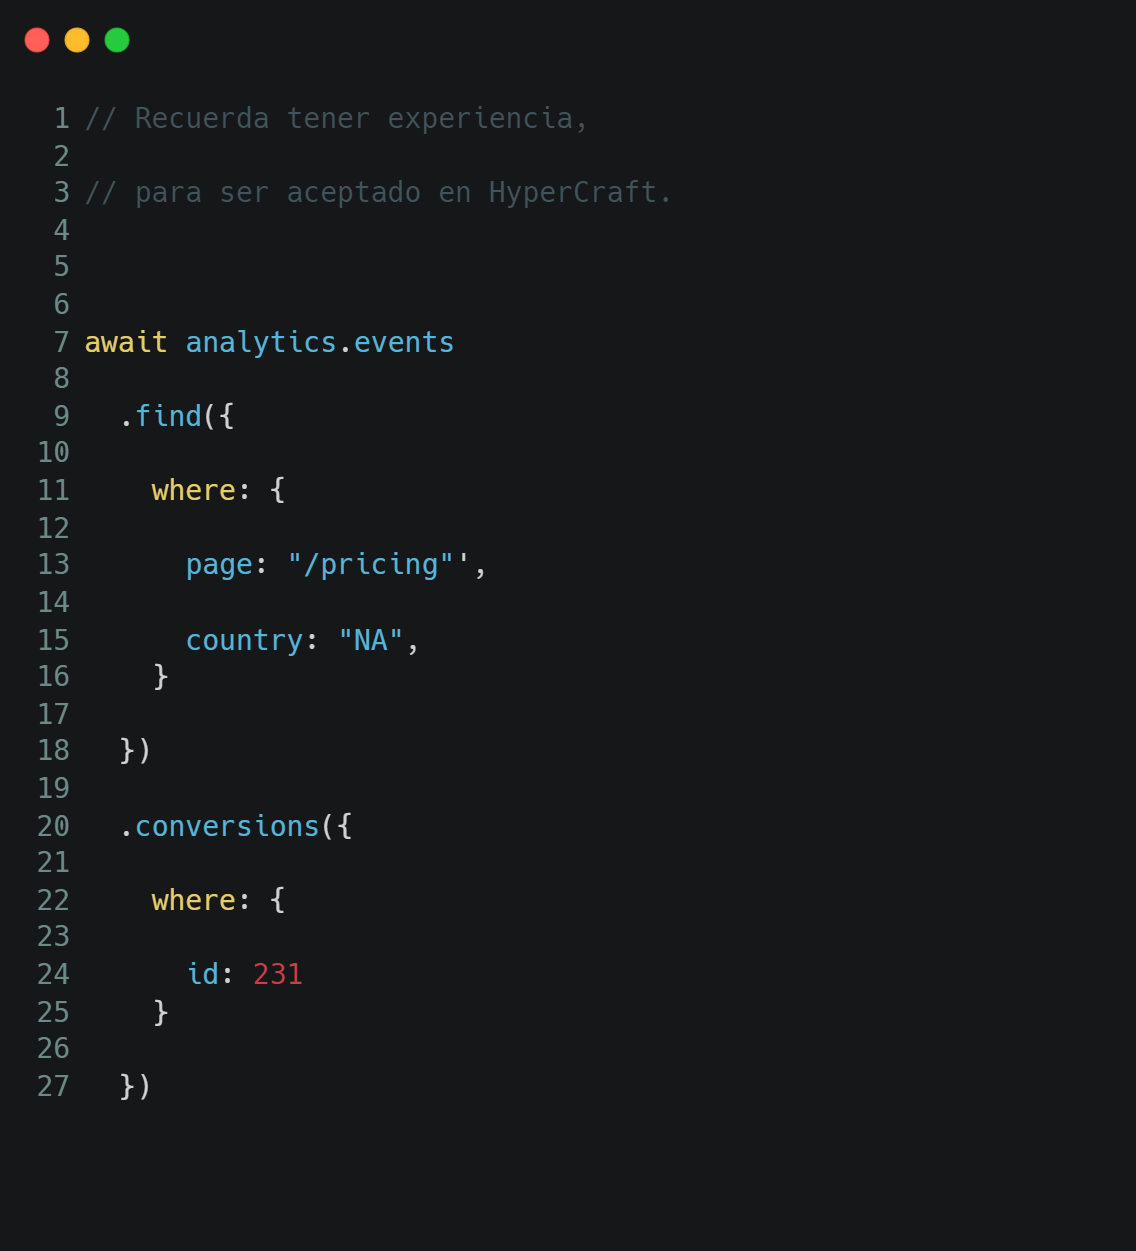 1 // Recuerda tener experiencia,
2
3 // para ser aceptado en HyperCraft.
4
5
6
7 await analytics.events
8
9   .find({
10
11     where: {
12
13       page: "/pricing"',
14
15       country: "NA",
16     }
17
18   })
19
20   .conversions({
21
22     where: {
23
24       id: 231
25     }
26
27   })